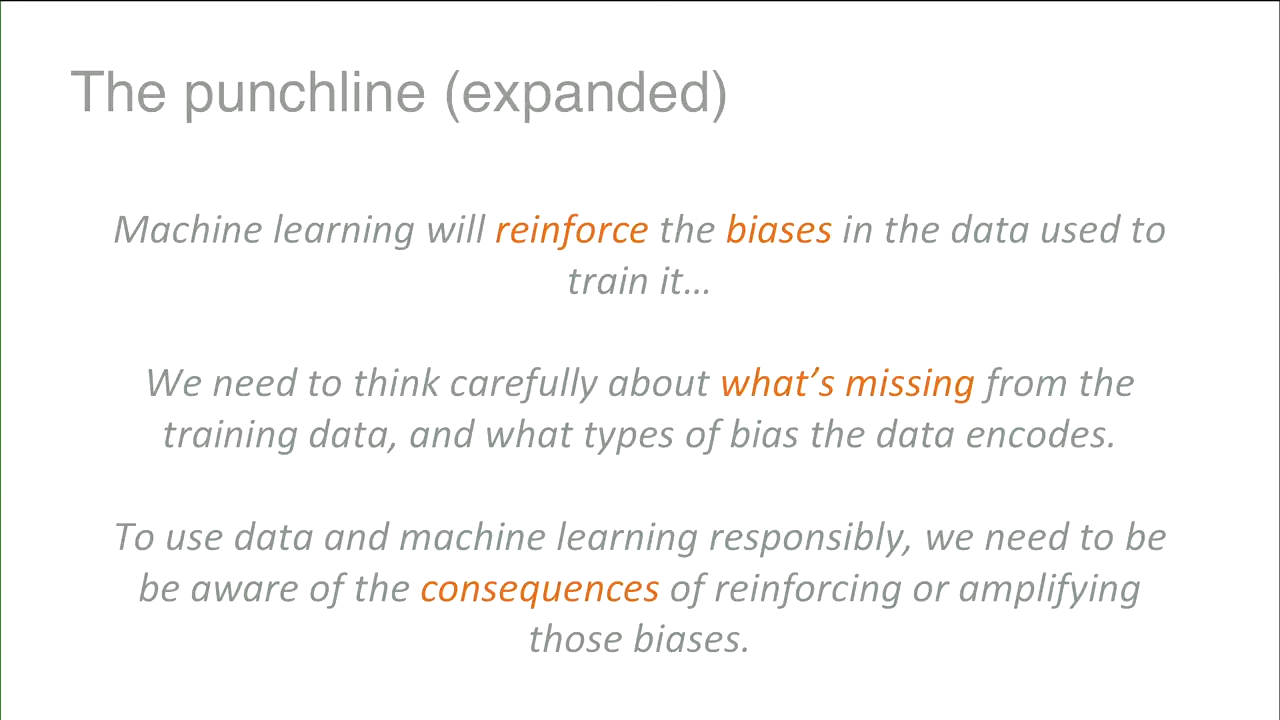 The punchline (expanded)
Machine learning will reinforce the biases in the data used to
train it…
We need to think carefully about what’s missing from the
training data, and what types of bias the data encodes.
To use data and machine learning responsibly, we need to be
be aware of the consequences of reinforcing or amplifying
those biases.